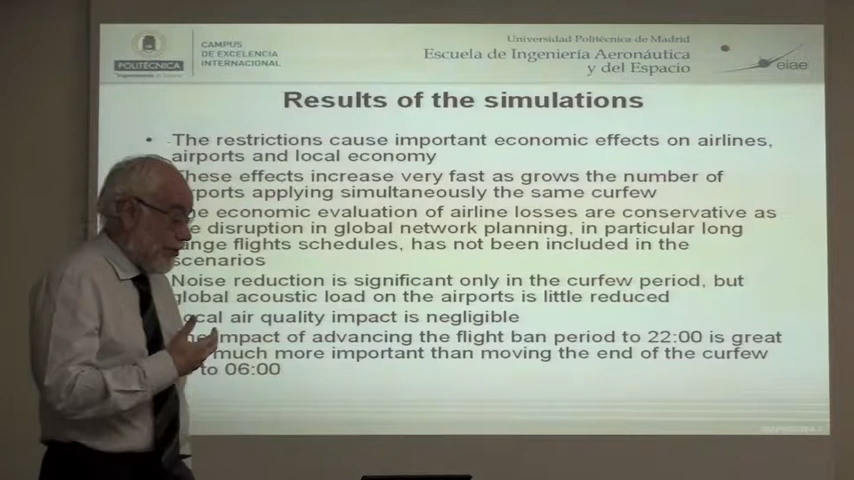 POLITÉCNICA
CAMPUS
DE EXCELENCIA
INTERNACIONAL
Universidad Politécnica de Madrid
Escuela de Ingeniería Aeronáutica
y del Espacio
eiae
Results of the simulations
• The restrictions cause important economic effects on airlines,
airports and local economy
These effects increase very fast as grows the number of
rports applying simultaneously the same curfew
he economic evaluation of airline losses are conservative as
e disruption in global network planning, in particular long
ange flights schedules, has not been included in the
scenarios
Noise reduction is significant only in the curfew period, but
global acoustic load on the airports is little reduced
ocal air quality impact is negligible
he impact of advancing the flight ban period to 22:00 is great
much more important than moving the end of the curfew
to 06:00